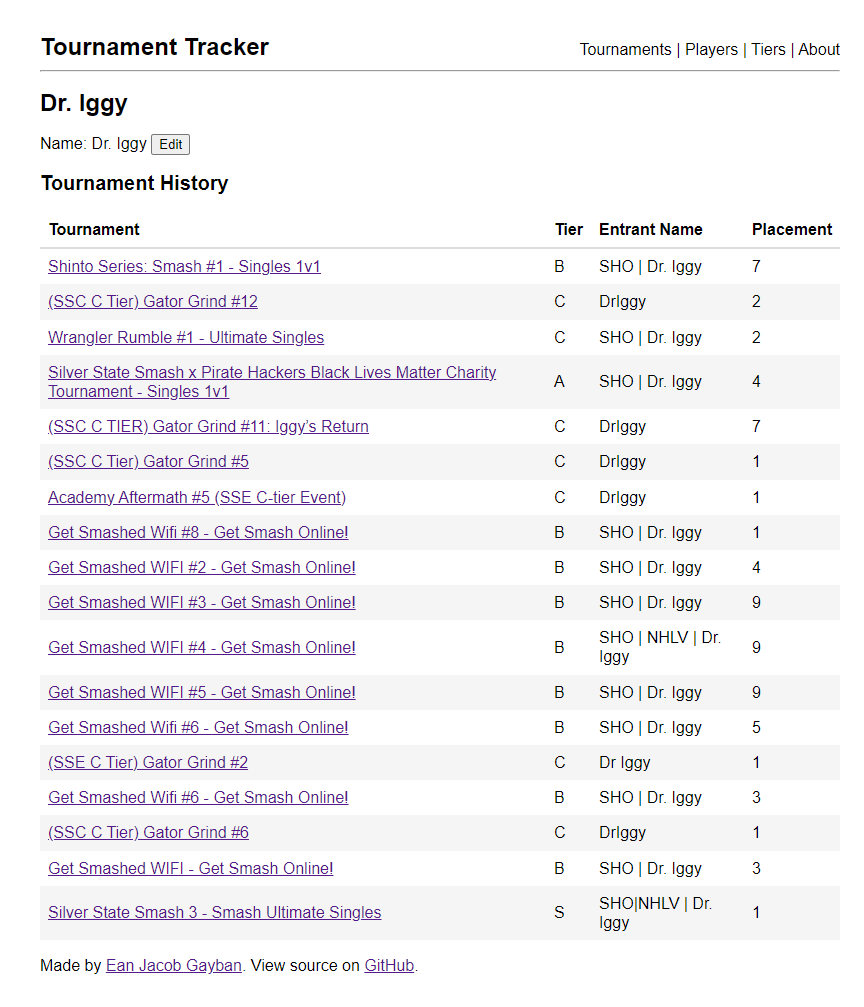 Tournament Tracker
Tournaments | Players | Tiers | About
Dr. Iggy
Name: Dr. Iggy Edit
Tournament History
Tournament Tier Entrant Name Placement
Shinto Series: Smash #1 - Singles 1v1 B SHO | Dr. Iggy 7
(SSC C Tier) Gator Grind #12 C DrIggy 2
Wrangler Rumble #1 - Ultimate Singles C SHO | Dr. Iggy 2
Silver State Smash x Pirate Hackers Black Lives Matter Charity
Tournament - Singles 1v1 A SHO | Dr. Iggy 4
(SSC C TIER) Gator Grind #11: Iggy’s Return C DrIggy 7
(SSC C Tier) Gator Grind #5 C DrIggy 1
Academy Aftermath #5 (SSE C-tier Event) C DrIggy 1
Get Smashed Wifi #8 - Get Smash Online! B SHO | Dr. Iggy 1
Get Smashed WIFI #2 - Get Smash Online! B SHO | Dr. Iggy 4
Get Smashed WIFI #3 - Get Smash Online! B SHO | Dr. Iggy 9
Get Smashed WIFI #4 - Get Smash Online! B SHO | NHLV | Dr.
Iggy 9
Get Smashed WIFI #5 - Get Smash Online! B SHO | Dr. Iggy 9
Get Smashed Wifi #6 - Get Smash Online! B SHO | Dr. Iggy 5
(SSE C Tier) Gator Grind #2 C Dr Iggy 1
Get Smashed Wifi #6 - Get Smash Online! B SHO | Dr. Iggy 3
(SSC C Tier) Gator Grind #6 C DrIggy 1
Get Smashed WIFI - Get Smash Online! B SHO | Dr. Iggy 3
Silver State Smash 3 - Smash Ultimate Singles S SHO|NHLV | Dr.
Iggy 1
Made by Ean Jacob Gayban. View source on GitHub.